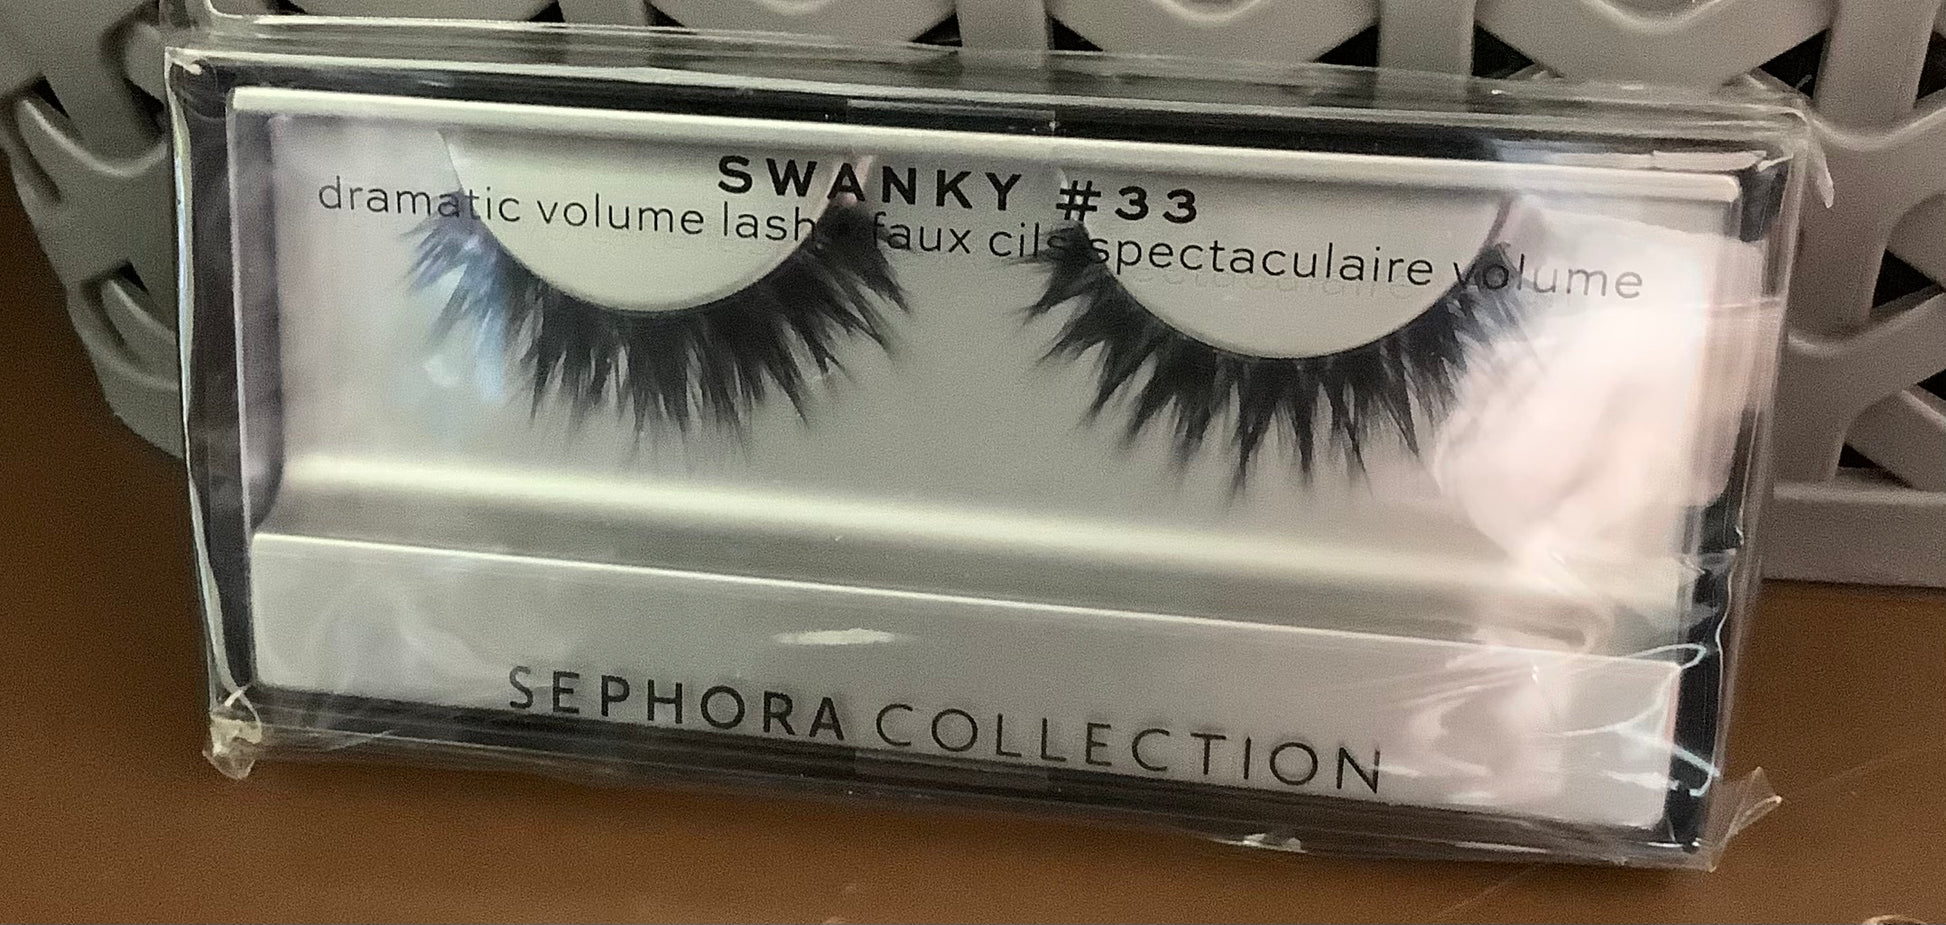 SWANKY #33
dramatic volume lash faux cils spectaculaire volume
SEPHORA COLLECTION